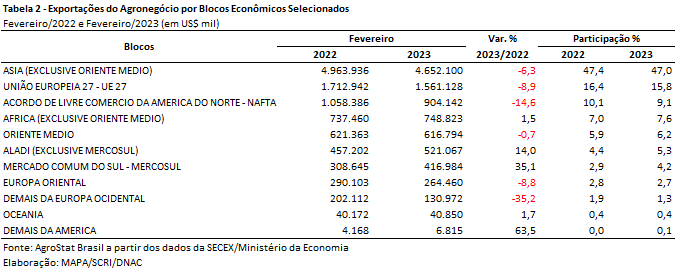 Tabela 2 - Exportações do Agronegócio por Blocos Econômicos Selecionados
Fevereiro/2022 e Fevereiro/2023 (em US$ mil)
Blocos Fevereiro Var. % Participação %
2022 2023 2023/2022 2022 2023
ASIA (EXCLUSIVE ORIENTE MEDIO) 4.963.936 4.652.100 -6,3 47,4 47,0
UNIÃO EUROPEIA 27 - UE 27 1.712.942 1.561.128 -8,9 16,4 15,8
ACORDO DE LIVRE COMERCIO DA AMERICA DO NORTE - NAFTA 1.058.386 904.142 -14,6 10,1 9,1
AFRICA (EXCLUSIVE ORIENTE MEDIO) 737.460 748.823 1,5 7,0 7,6
ORIENTE MEDIO 621.363 616.794 -0,7 5,9 6,2
ALADI (EXCLUSIVE MERCOSUL) 457.202 521.067 14,0 4,4 5,3
MERCADO COMUM DO SUL - MERCOSUL 308.645 416.984 35,1 2,9 4,2
EUROPA ORIENTAL 290.103 264.460 -8,8 2,8 2,7
DEMAIS DA EUROPA OCIDENTAL 202.112 130.972 -35,2 1,9 1,3
OCEANIA 40.172 40.850 1,7 0,4 0,4
DEMAIS DA AMERICA 4.168 6.815 63,5 0,0 0,1
Fonte: AgroStat Brasil a partir dos dados da SECEX/Ministério da Economia
Elaboração: MAPA/SCRI/DNAC